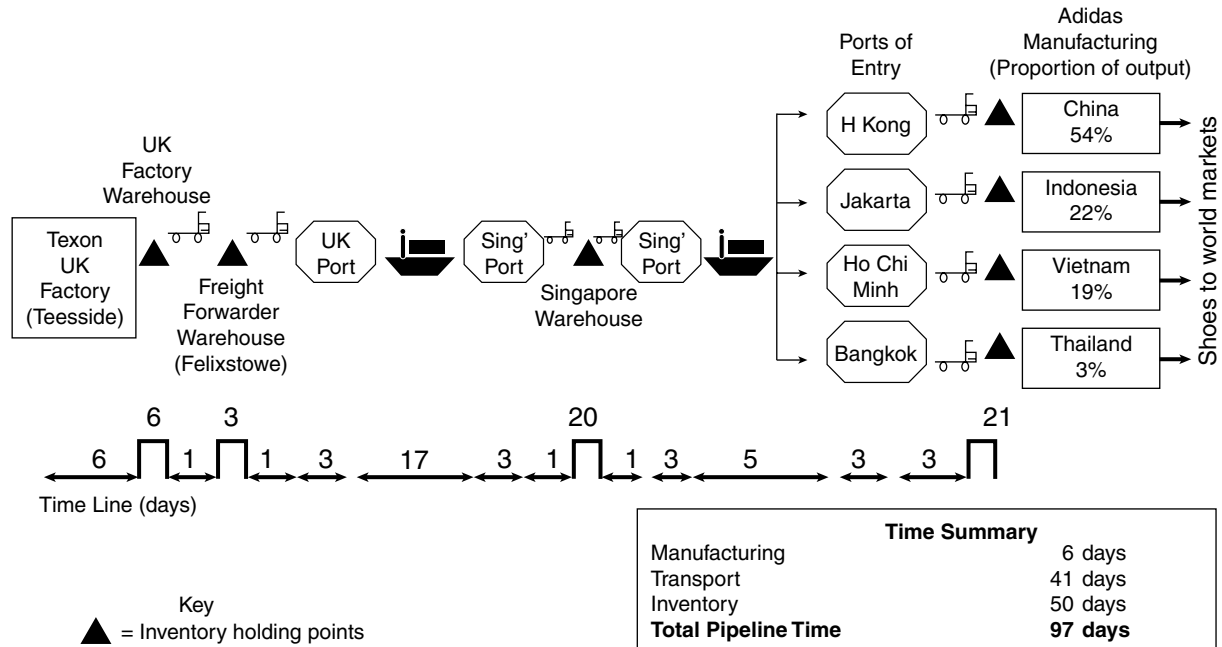 Ports of
Entry
Adidas
Manufacturing
(Proportion of output)
UK
Factory
Warehouse
Texon
UK
Factory
(Teesside)
Freight
Forwarder
Warehouse
(Felixstowe)
UK
Port
Sing'
Port
Singapore
Warehouse
Sing'
Port
H Kong
China
54%
Jakarta
Indonesia
22%
Ho Chi
Minh
Vietnam
19%
Bangkok
Thailand
3%
Shoes to world markets
6 3 20 21
6 1 1 3 17 3 1 1 3 5 3 3
Time Line (days)
Key
= Inventory holding points
Time Summary
Manufacturing 6 days
Transport 41 days
Inventory 50 days
Total Pipeline Time 97 days